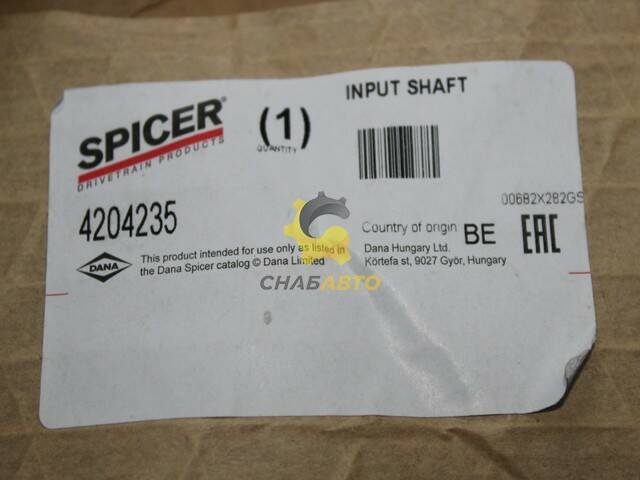 INPUT SHAFT
SPICER®
DRIVETRAIN PRODUCTS
(1)
QUANTITY
4204235
00682X282GS
Country of origin BE
EAC
DANA
This product intended for use only as listed in
the Dana Spicer catalog © Dana Limited
Dana Hungary Ltd.
Körtefa st, 9027 Győr, Hungary
СНАБАВТО